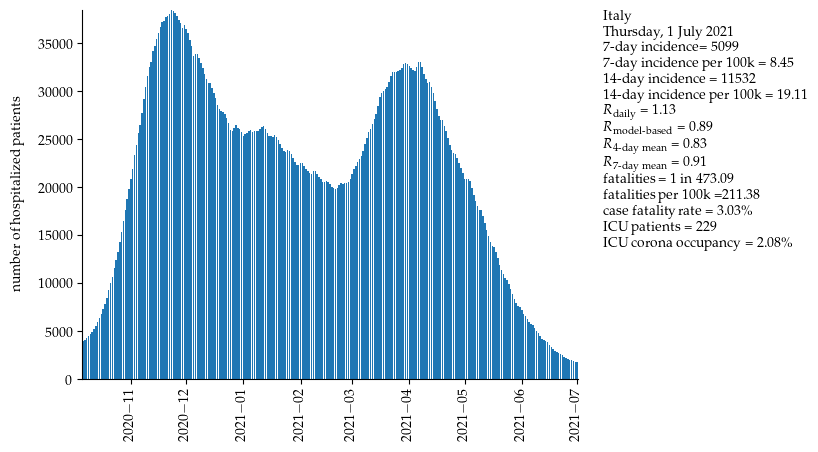 number of hospitalized patients
35000
30000
25000
20000
15000
10000
5000
0
2020−11
2020−12
2021−01
2021−02
2021−03
2021−04
2021−05
2021−06
2021−07
Italy
Thursday, 1 July 2021
7-day incidence= 5099
7-day incidence per 100k = 8.45
14-day incidence = 11532
14-day incidence per 100k = 19.11
Rdaily = 1.13
Rmodel-based = 0.89
R4-day mean = 0.83
R7-day mean = 0.91
fatalities = 1 in 473.09
fatalities per 100k =211.38
case fatality rate = 3.03%
ICU patients = 229
ICU corona occupancy = 2.08%